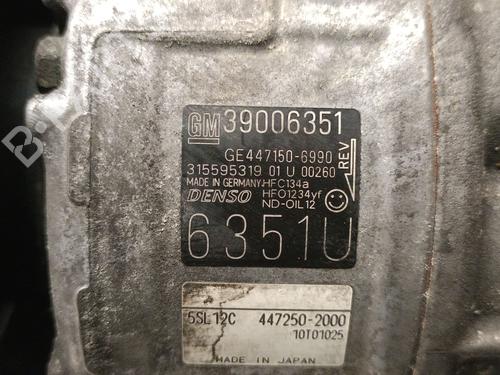 GM 39006351
GE447150-6990
315595319 01 U 00260
MADE IN GERMANY.HFC134a
DENSO HFO1234yf
ND-OIL12
REV
6351U
5SL12C 447250-2000
10T01025
MADE IN JAPAN